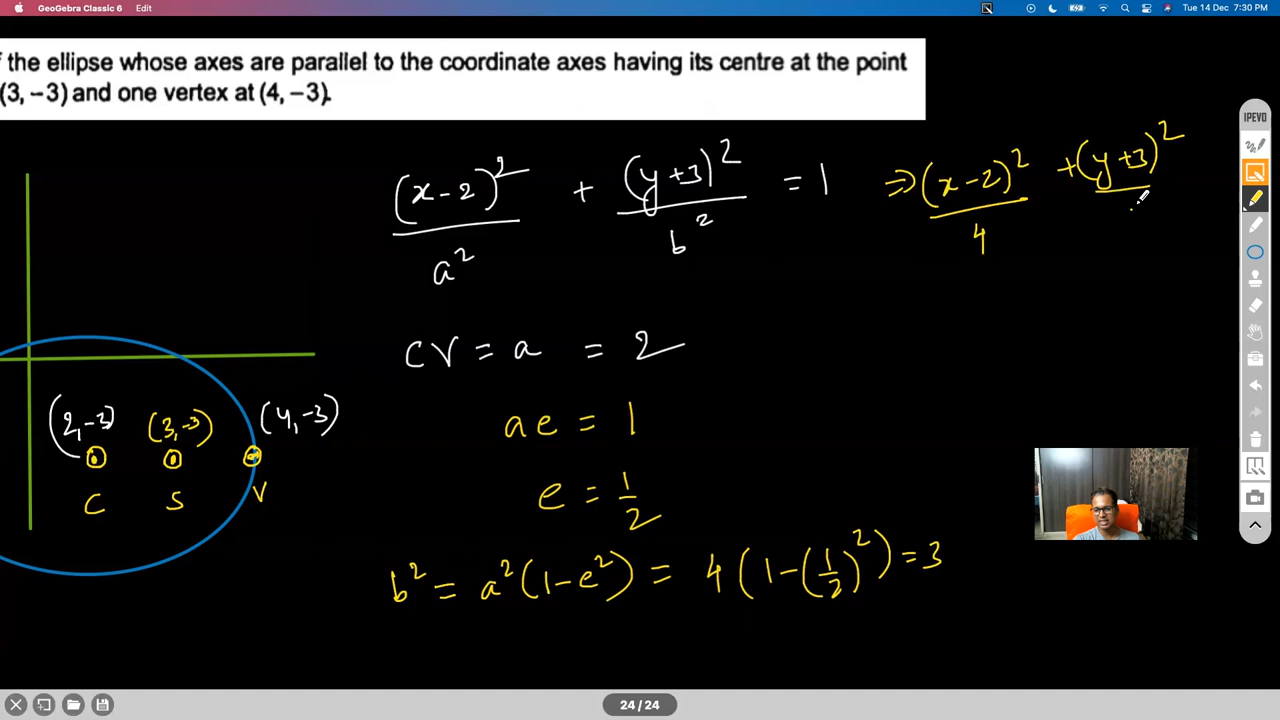 GeoGebra Classic 6 Edit Tue 14 Dec 7:30 PM
f the ellipse whose axes are parallel to the coordinate axes having its centre at the point
(3, –3) and one vertex at (4, –3).
IPEVO
(x-2)²/a² + (y+3)²/b² = 1 ⇒ (x-2)²/4 + (y+3)²
CV = a = 2
(2,-3) (3,-3) (4,-3)
ae = 1
C S V
e = 1/2
b² = a²(1-e²) = 4(1-(1/2)²) = 3
24 / 24